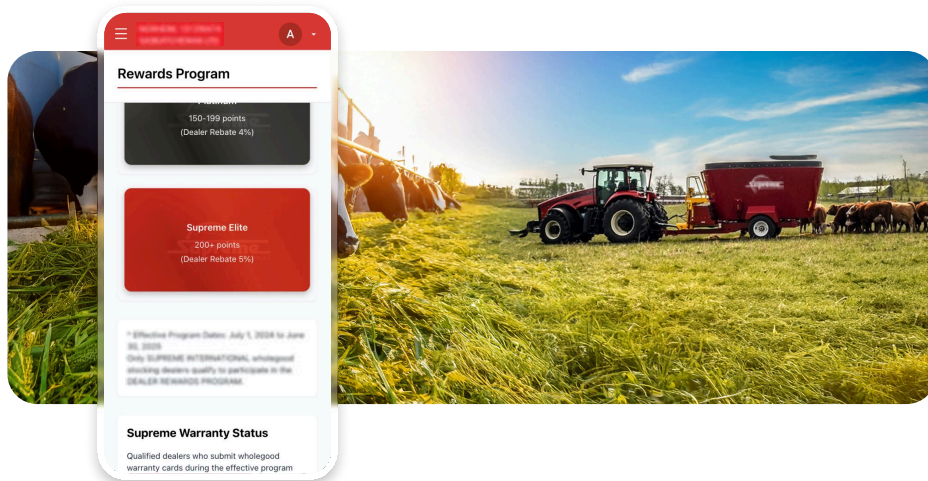 A
Rewards Program
Platinum
150-199 points
(Dealer Rebate 4%)
Supreme Elite
200+ points
(Dealer Rebate 5%)
* Effective Program Dates: July 1, 2024 to June
30, 2025
Only SUPREME INTERNATIONAL wholegood
stocking dealers qualify to participate in the
DEALER REWARDS PROGRAM.
Supreme Warranty Status
Qualified dealers who submit wholegood
warranty cards during the effective program
Supreme